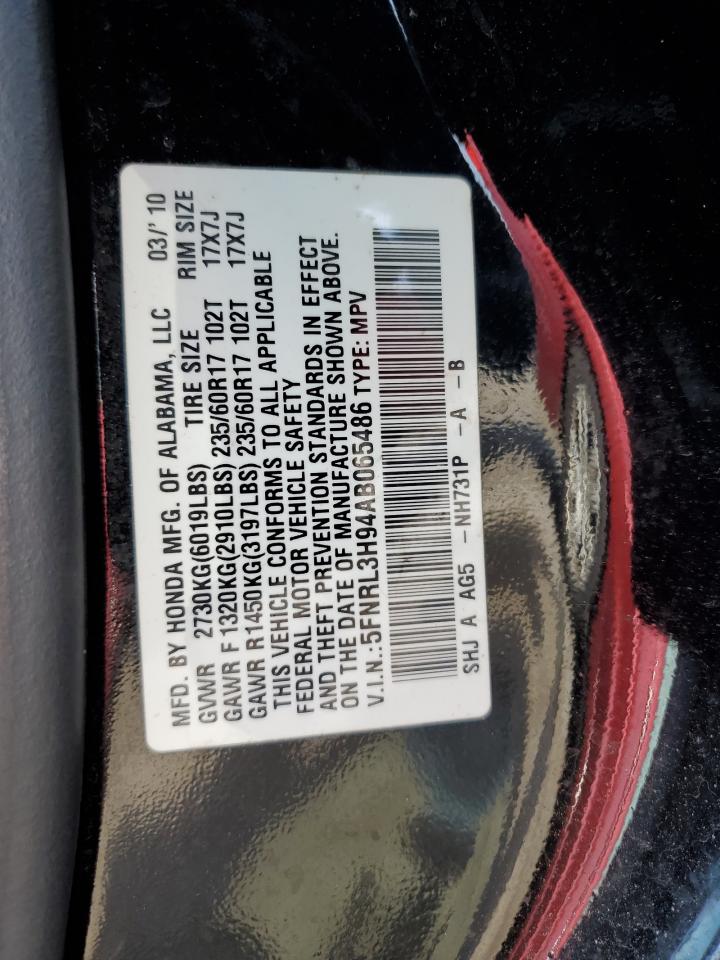 MFD. BY HONDA MFG. OF ALABAMA, LLC 03/'10
GVWR 2730KG(6019LBS) TIRE SIZE RIM SIZE
GAWR F 1320KG(2910LBS) 235/60R17 102T 17X7J
GAWR R1450KG(3197LBS) 235/60R17 102T 17X7J
THIS VEHICLE CONFORMS TO ALL APPLICABLE
FEDERAL MOTOR VEHICLE SAFETY
AND THEFT PREVENTION STANDARDS IN EFFECT
ON THE DATE OF MANUFACTURE SHOWN ABOVE.
V.I.N.:5FNRL3H94AB065486 TYPE: MPV
SHJ A AG5 -NH731P -A -B